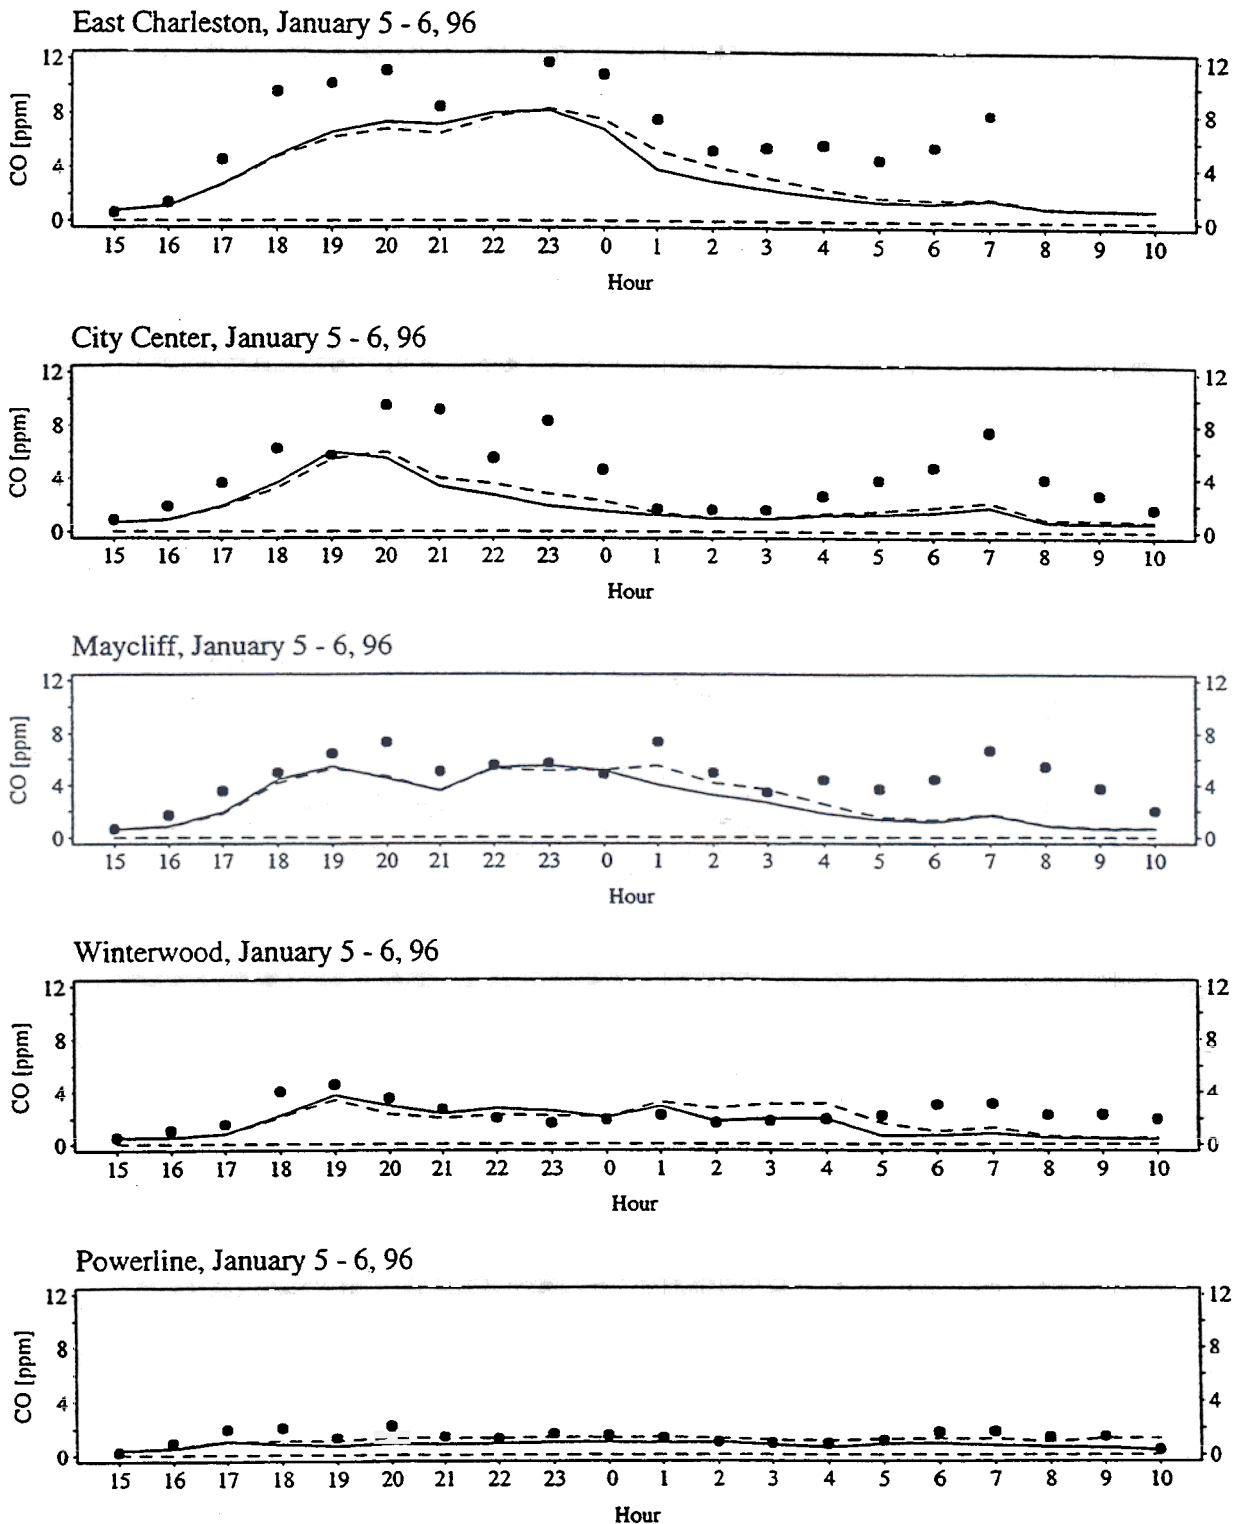 East Charleston, January 5 - 6, 96
12 12
8 8
4 4
0 0
CO [ppm]
15 16 17 18 19 20 21 22 23 0 1 2 3 4 5 6 7 8 9 10
Hour
City Center, January 5 - 6, 96
12 12
8 8
4 4
0 0
CO [ppm]
15 16 17 18 19 20 21 22 23 0 1 2 3 4 5 6 7 8 9 10
Hour
Maycliff, January 5 - 6, 96
12 12
8 8
4 4
0 0
CO [ppm]
15 16 17 18 19 20 21 22 23 0 1 2 3 4 5 6 7 8 9 10
Hour
Winterwood, January 5 - 6, 96
12 12
8 8
4 4
0 0
CO [ppm]
15 16 17 18 19 20 21 22 23 0 1 2 3 4 5 6 7 8 9 10
Hour
Powerline, January 5 - 6, 96
12 12
8 8
4 4
0 0
CO [ppm]
15 16 17 18 19 20 21 22 23 0 1 2 3 4 5 6 7 8 9 10
Hour